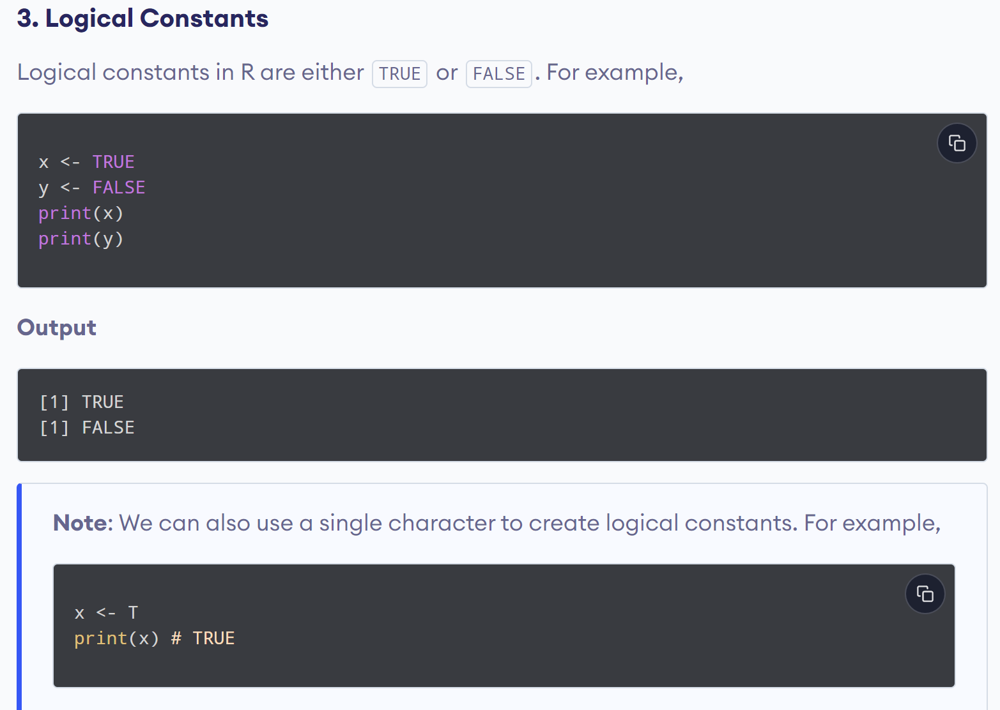 3. Logical Constants
Logical constants in R are either TRUE or FALSE. For example,
x <- TRUE
y <- FALSE
print(x)
print(y)
Output
[1] TRUE
[1] FALSE
Note: We can also use a single character to create logical constants. For example,
x <- T
print(x) # TRUE